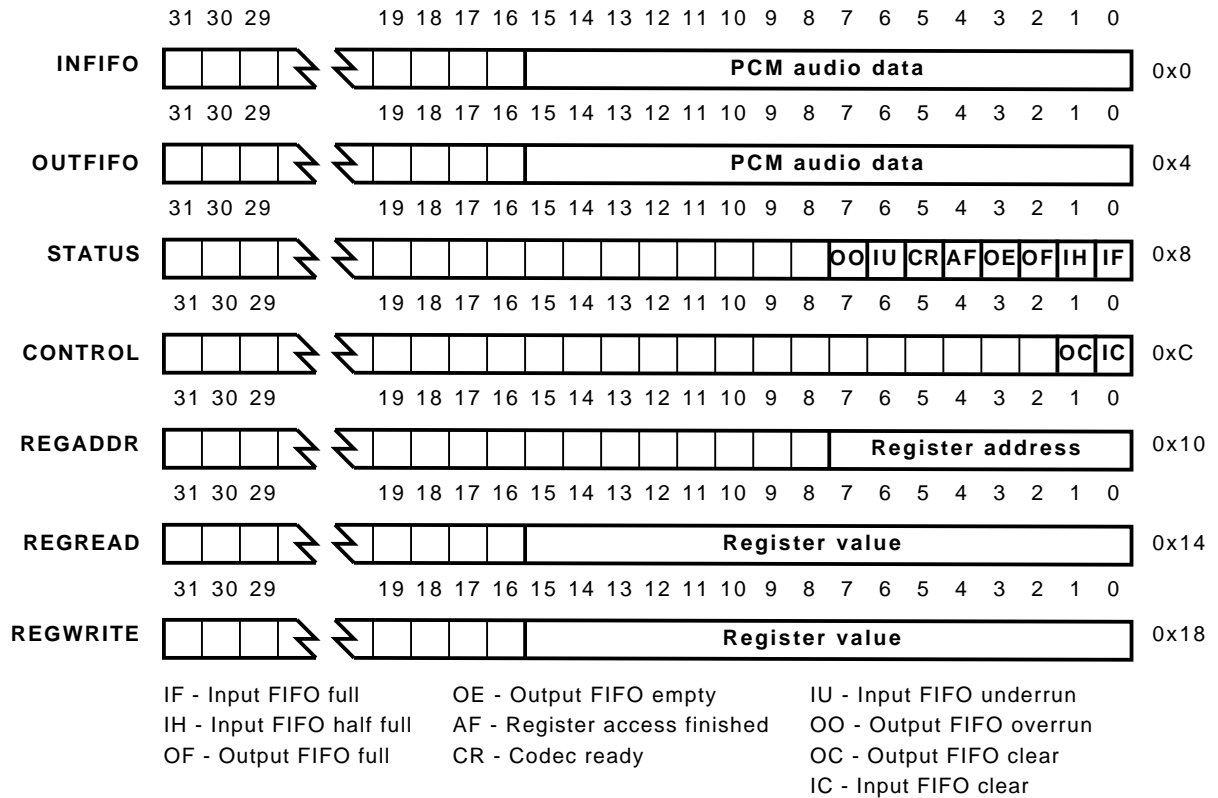 31 30 29 19 18 17 16 15 14 13 12 11 10 9 8 7 6 5 4 3 2 1 0
INFIFO PCM audio data 0x0
31 30 29 19 18 17 16 15 14 13 12 11 10 9 8 7 6 5 4 3 2 1 0
OUTFIFO PCM audio data 0x4
31 30 29 19 18 17 16 15 14 13 12 11 10 9 8 7 6 5 4 3 2 1 0
STATUS OO IU CR AF OE OF IH IF 0x8
31 30 29 19 18 17 16 15 14 13 12 11 10 9 8 7 6 5 4 3 2 1 0
CONTROL OC IC 0xC
31 30 29 19 18 17 16 15 14 13 12 11 10 9 8 7 6 5 4 3 2 1 0
REGADDR Register address 0x10
31 30 29 19 18 17 16 15 14 13 12 11 10 9 8 7 6 5 4 3 2 1 0
REGREAD Register value 0x14
31 30 29 19 18 17 16 15 14 13 12 11 10 9 8 7 6 5 4 3 2 1 0
REGWRITE Register value 0x18
IF - Input FIFO full OE - Output FIFO empty IU - Input FIFO underrun
IH - Input FIFO half full AF - Register access finished OO - Output FIFO overrun
OF - Output FIFO full CR - Codec ready OC - Output FIFO clear
IC - Input FIFO clear